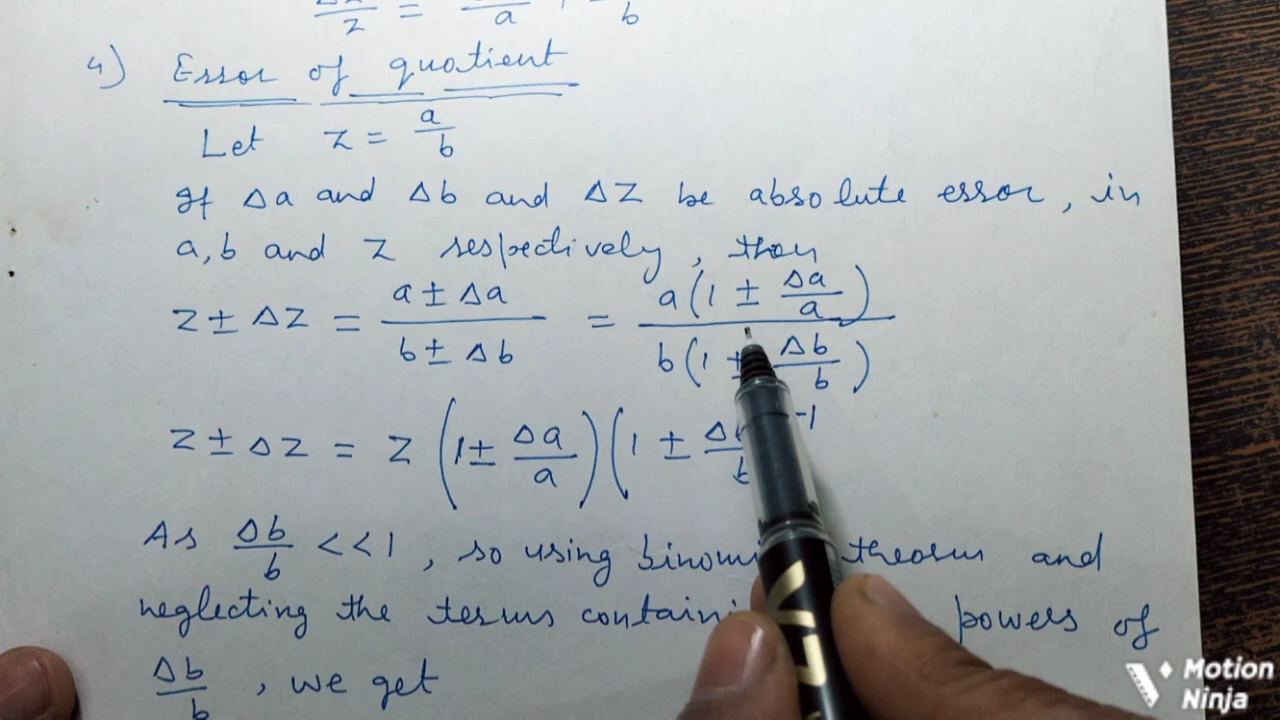 z = a b
4) Error of quotient
Let z = a/b
If Δa and Δb and ΔZ be absolute error, in
a, b and z respectively, then
z ± Δz = (a ± Δa)/(b ± Δb) = a(1 ± Δa/a)/b(1 ± Δb/b)
z ± Δz = z (1 ± Δa/a)(1 ± Δb/b)⁻¹
As Δb/b <<1, so using theorem and
neglecting the terms powers of
Δb/b, we get
Motion
Ninja